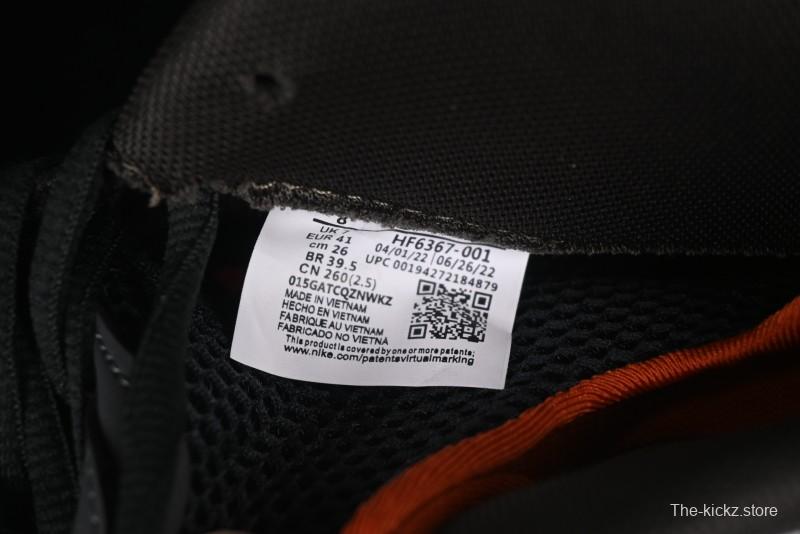 8
UK 7
EUR 41
cm 26
BR 39.5
CN 260(2.5)
HF6367-001
04/01/22 06/26/22
UPC 00194272184879
015GATCQZNWKZ
MADE IN VIETNAM
HECHO EN VIETNAM
FABRIQUE AU VIETNAM
FABRICADO NO VIETNA
This product is covered by one or more patents;
www.nike.com/patentsvirtualmarking
The-kickz.store